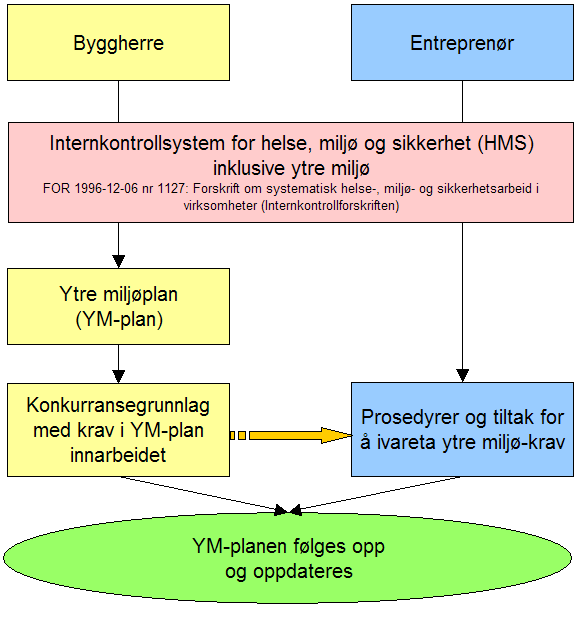 Byggherre
Entreprenør
Internkontrollsystem for helse, miljø og sikkerhet (HMS)
inklusive ytre miljø
FOR 1996-12-06 nr 1127: Forskrift om systematisk helse-, miljø- og sikkerhetsarbeid i
virksomheter (Internkontrollforskriften)
Ytre miljøplan
(YM-plan)
Konkurransegrunnlag
med krav i YM-plan
innarbeidet
Prosedyrer og tiltak for
å ivareta ytre miljø-krav
YM-planen følges opp
og oppdateres